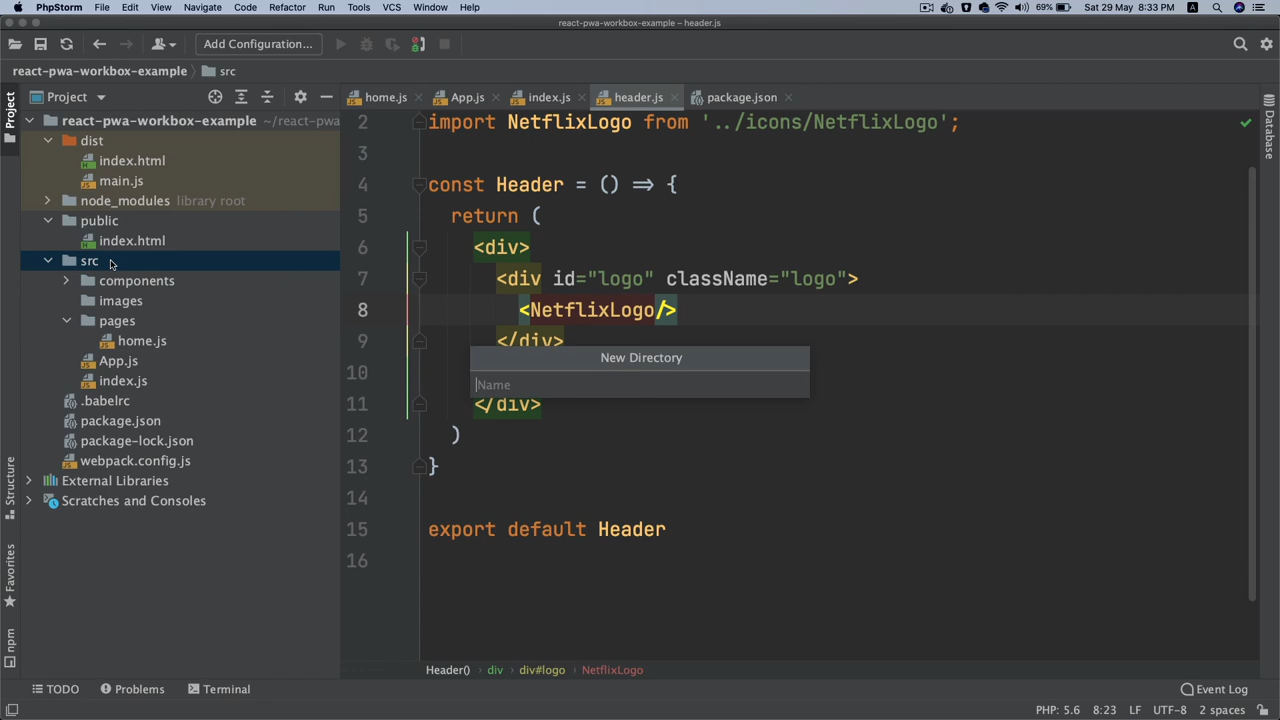 PhpStorm File Edit View Navigate Code Refactor Run Tools VCS Window Help 69% Sat 29 May 8:33 PM
react-pwa-workbox-example – header.js
Add Configuration...
react-pwa-workbox-example src
Project
Project
home.js
App.js
index.js
header.js
package.json
Database
react-pwa-workbox-example ~/react-pwa
dist
index.html
main.js
node_modules library root
public
index.html
src
components
images
pages
home.js
App.js
index.js
.babelrc
package.json
package-lock.json
webpack.config.js
External Libraries
Scratches and Consoles
Structure
Favorites
npm
2 import NetflixLogo from '../icons/NetflixLogo';
3
4 const Header = () ⇒ {
5 return (
6 <div>
7 <div id="logo" className="logo">
8 <NetflixLogo/>
9 </div>
10
New Directory
Name
11 </div>
12 )
13 }
14
15 export default Header
16
Header() div div#logo NetflixLogo
TODO Problems Terminal Event Log
PHP: 5.6 8:23 LF UTF-8 2 spaces